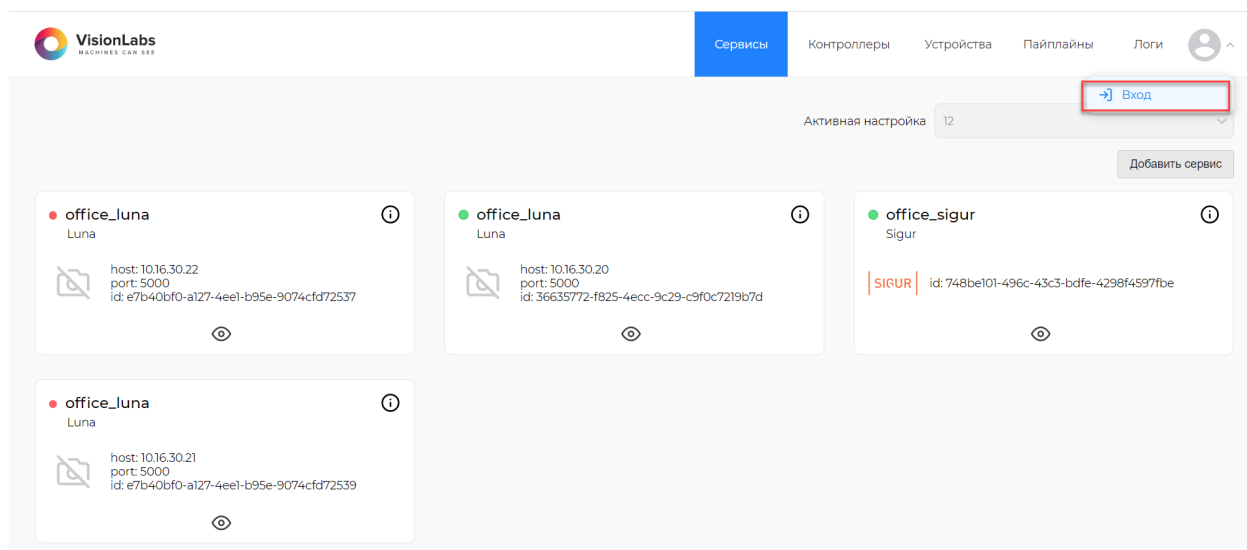 VisionLabs
MACHINES CAN SEE
Сервисы
Контроллеры
Устройства
Пайплайны
Логи
Вход
Активная настройка
12
Добавить сервис
office_luna
Luna
host: 10.16.30.22
port: 5000
id: e7b40bf0-a127-4ee1-b95e-9074cfd72537
office_luna
Luna
host: 10.16.30.20
port: 5000
id: 36635772-f825-4ecc-9c29-c9f0c7219b7d
office_sigur
Sigur
SIGUR
id: 748be101-496c-43c3-bdfe-4298f4597fbe
office_luna
Luna
host: 10.16.30.21
port: 5000
id: e7b40bf0-a127-4ee1-b95e-9074cfd72539